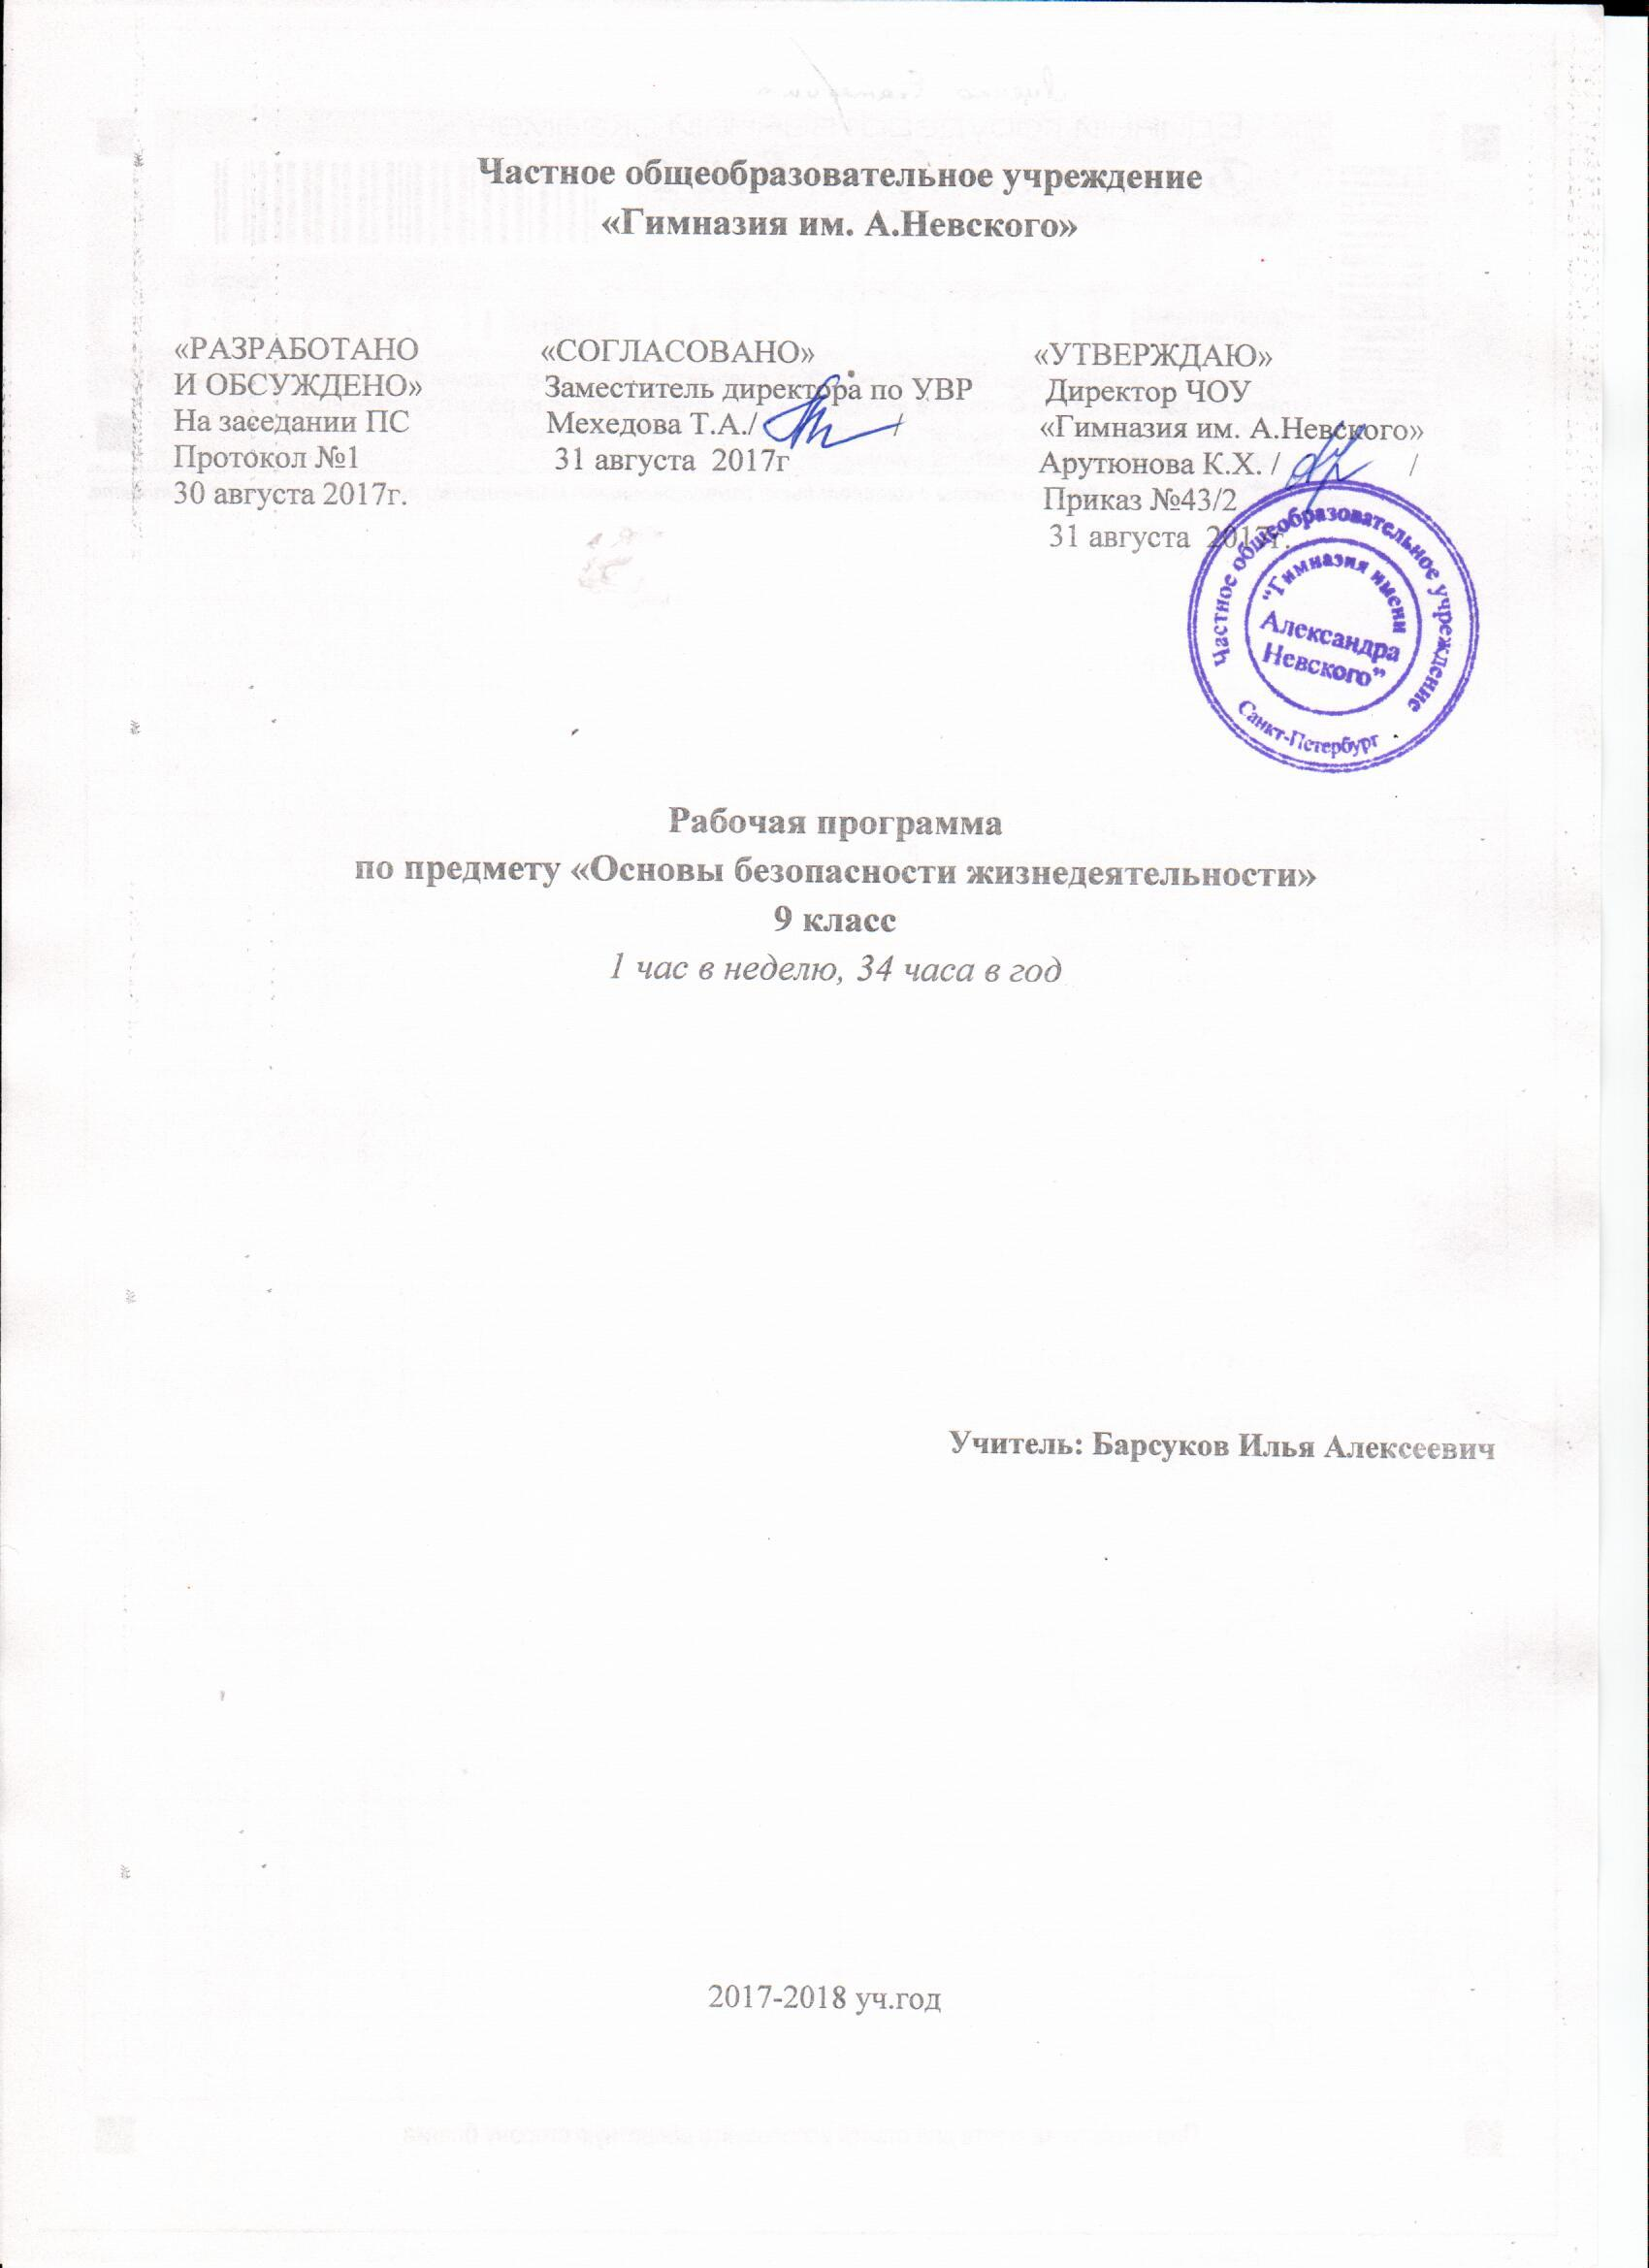 Частное общеобразовательное учреждение
«Гимназия им. А.Невского»
«РАЗРАБОТАНО
И ОБСУЖДЕНО»
На заседании ПС
Протокол №1
30 августа 2017г.
«СОГЛАСОВАНО»
Заместитель директора по УВР
Мехедова Т.А./ /
31 августа 2017г
«УТВЕРЖДАЮ»
Директор ЧОУ
«Гимназия им. А.Невского»
Арутюнова К.Х. / /
Приказ №43/2
31 августа 2017г.
Частное общеобразовательное учреждение
"Гимназия имени
Александра
Невского"
Санкт-Петербург
Рабочая программа
по предмету «Основы безопасности жизнедеятельности»
9 класс
1 час в неделю, 34 часа в год
Учитель: Барсуков Илья Алексеевич
2017-2018 уч.год